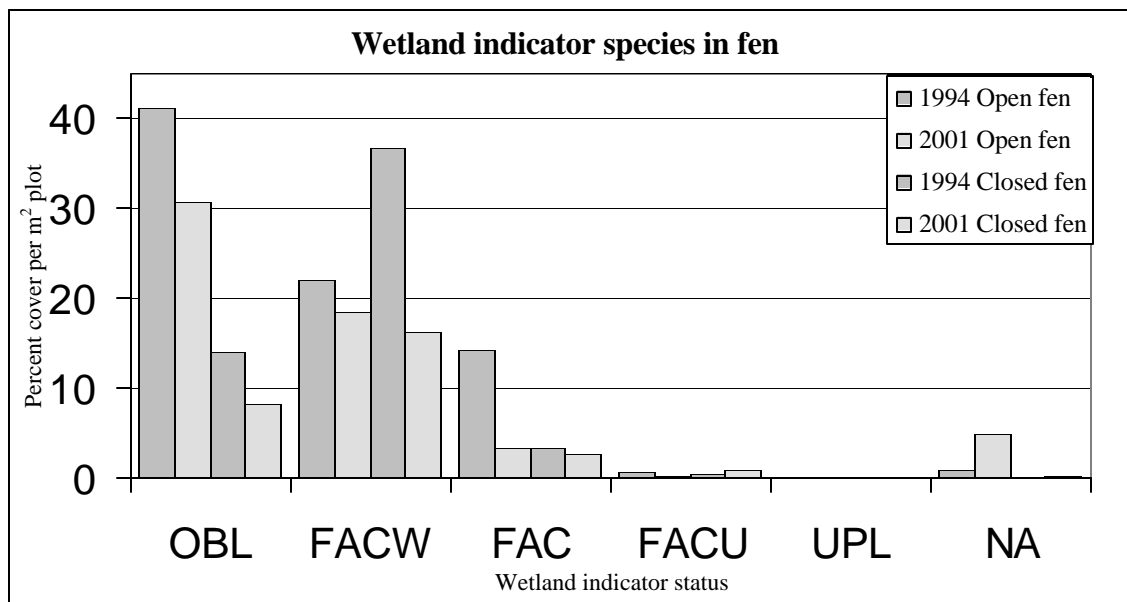 Wetland indicator species in fen
1994 Open fen
2001 Open fen
1994 Closed fen
2001 Closed fen
Percent cover per m² plot
40
30
20
10
0
OBL FACW FAC FACU UPL NA
Wetland indicator status